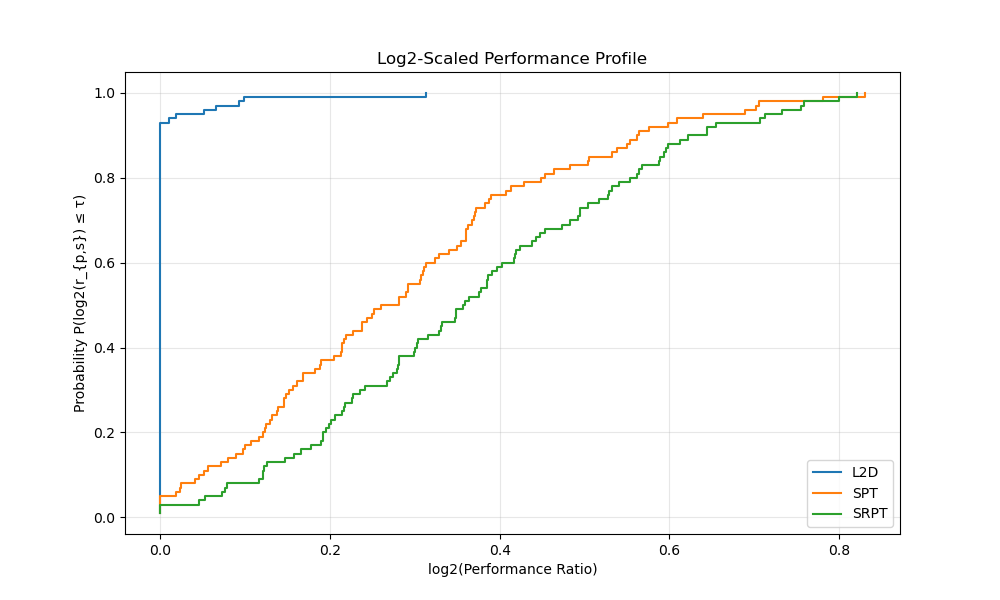 Log2-Scaled Performance Profile
Probability P(log2(r_{p,s}) ≤ τ)
1.0
0.8
0.6
0.4
0.2
0.0
0.0 0.2 0.4 0.6 0.8
log2(Performance Ratio)
L2D
SPT
SRPT